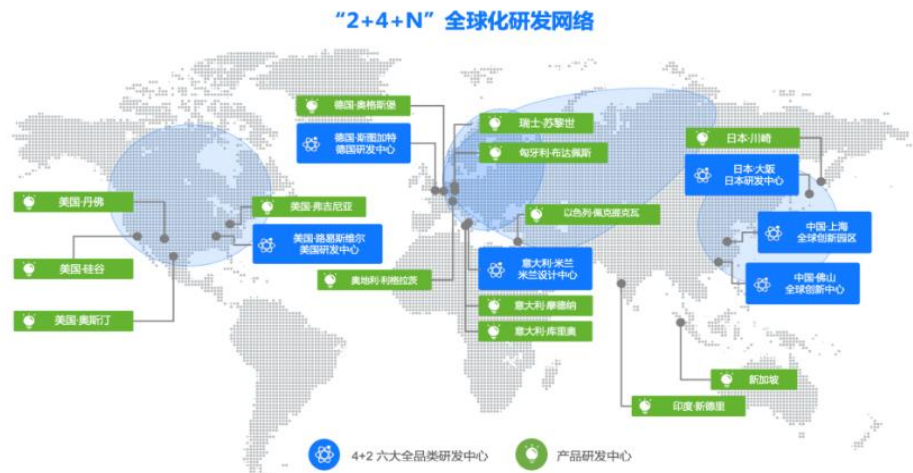 “2+4+N”全球化研发网络
德国·奥格斯堡
德国·斯图加特
德国研发中心
瑞士·苏黎世
匈牙利·布达佩斯
日本·川崎
日本·大阪
日本研发中心
美国·丹佛
美国·弗吉尼亚
以色列·佩克提克瓦
美国·路易斯维尔
美国研发中心
中国·上海
全球创新园区
美国·硅谷
奥地利·利格拉茨
意大利·米兰
米兰设计中心
中国·佛山
全球创新中心
美国·奥斯汀
意大利·摩德纳
意大利·库里奥
新加坡
印度·新德里
4+2 六大全品类研发中心
产品研发中心